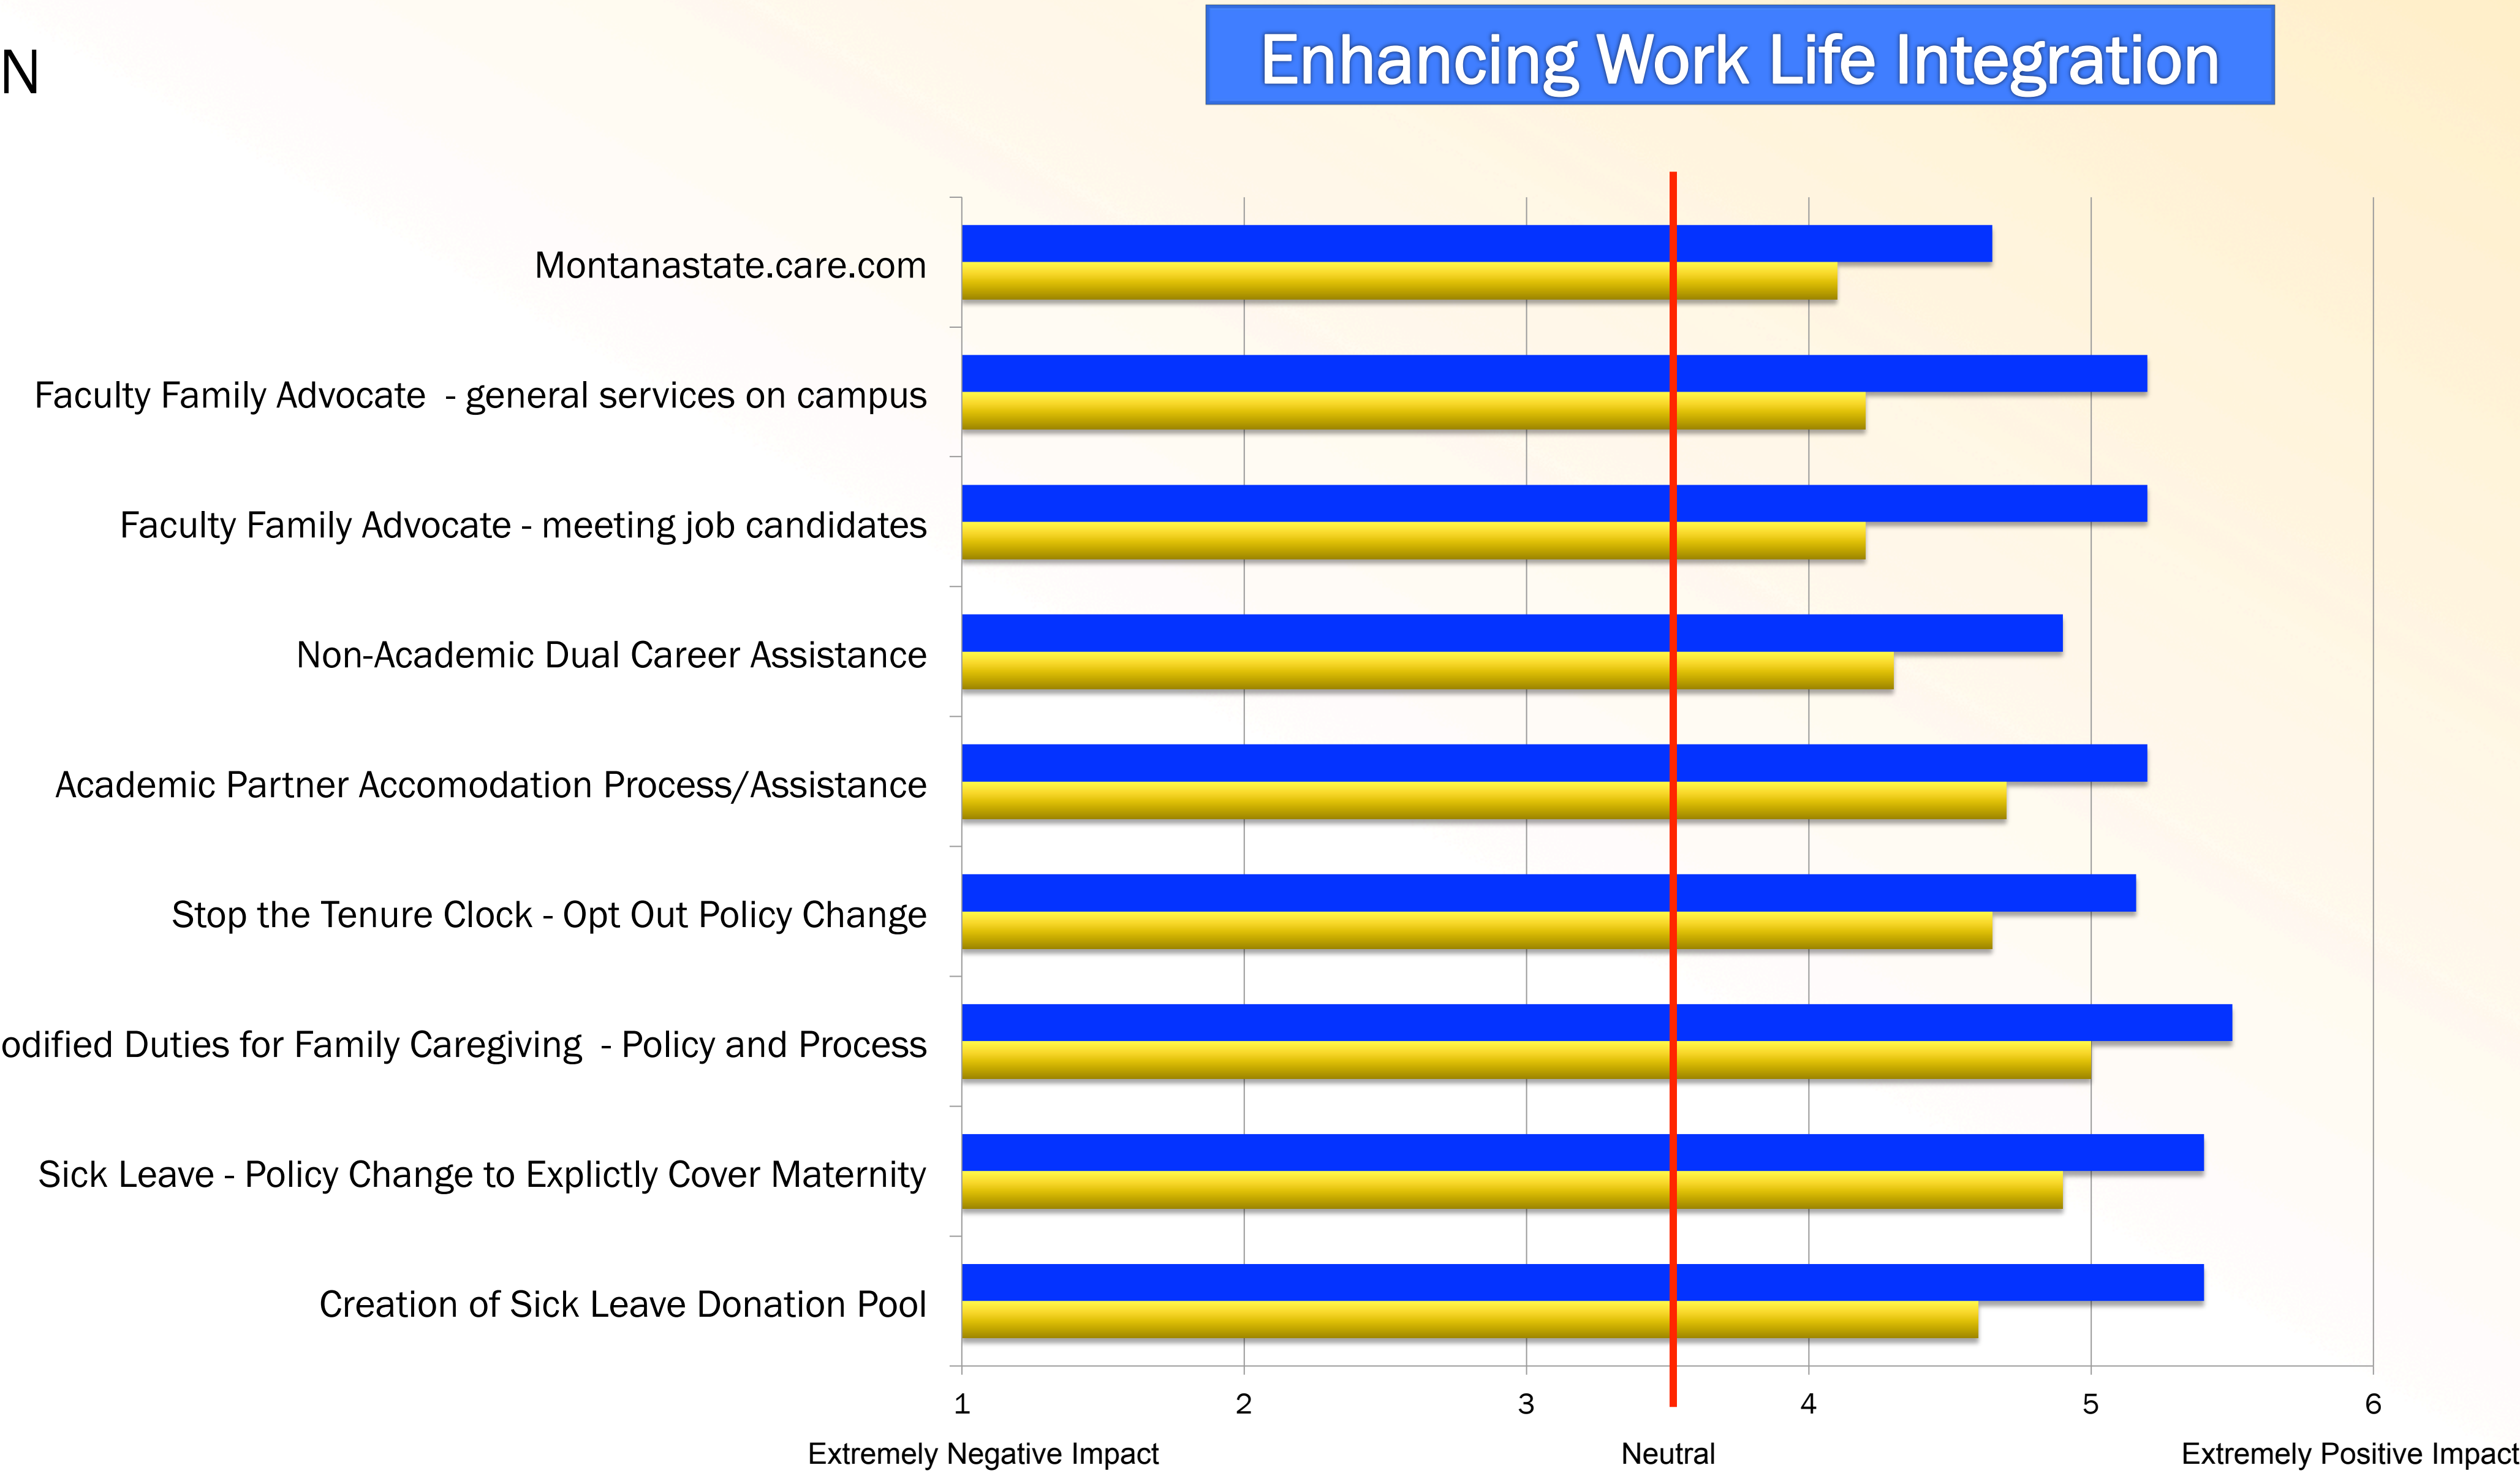 N
Enhancing Work Life Integration
Montanastate.care.com
Faculty Family Advocate  - general services on campus
Faculty Family Advocate - meeting job candidates
Non-Academic Dual Career Assistance
Academic Partner Accomodation Process/Assistance
Stop the Tenure Clock - Opt Out Policy Change
odified Duties for Family Caregiving  - Policy and Process
Sick Leave - Policy Change to Explictly Cover Maternity
Creation of Sick Leave Donation Pool
1 2 3 4 5 6
Extremely Negative Impact Neutral Extremely Positive Impact